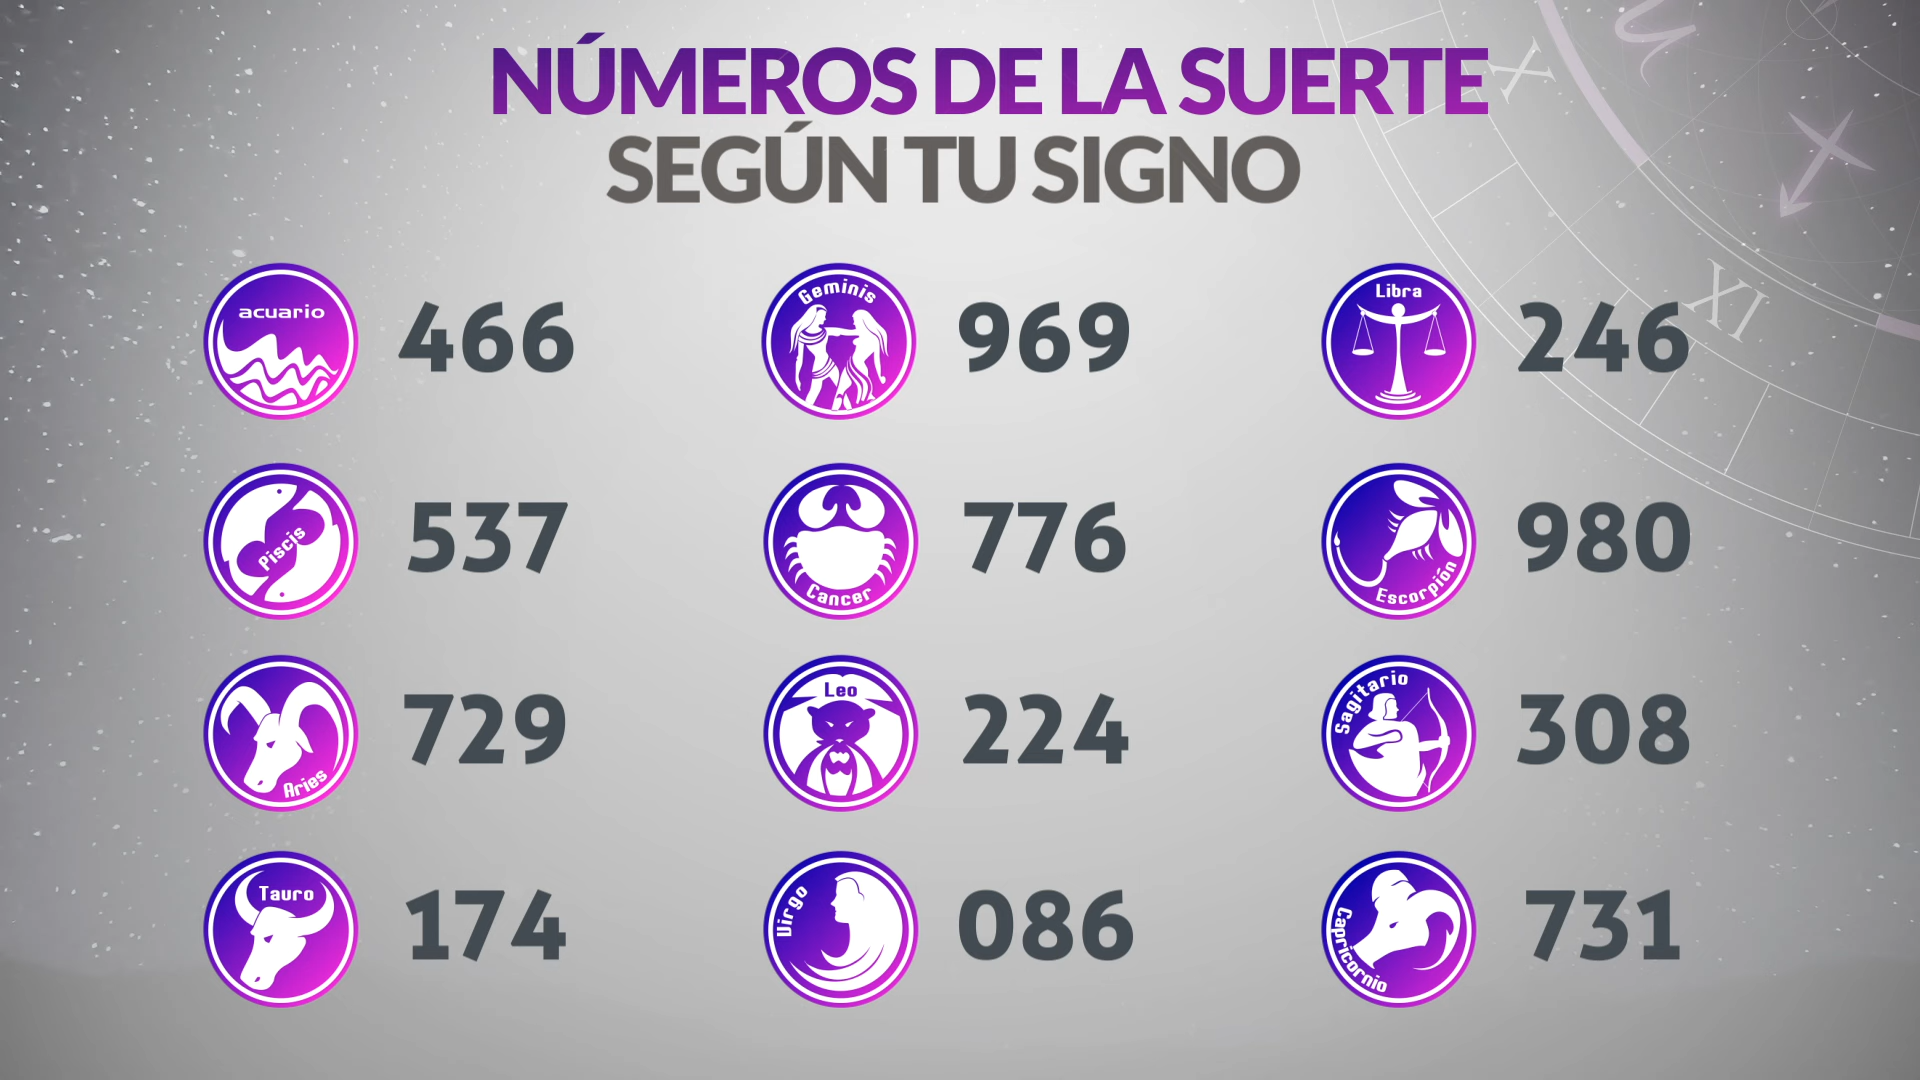 NÚMEROS DE LA SUERTE
SEGÚN TU SIGNO
X
XI
acuario 466
Geminis 969
Libra 246
Piscis 537
Cancer 776
Escorpión 980
Aries 729
Leo 224
Sagitario 308
Tauro 174
Virgo 086
Capricornio 731